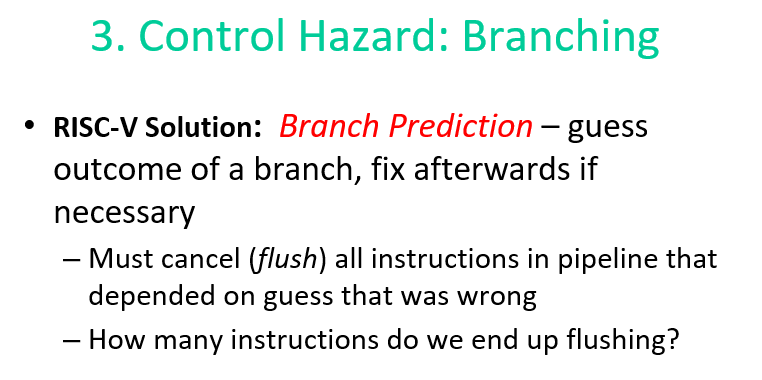 3. Control Hazard: Branching
• RISC-V Solution: Branch Prediction – guess
outcome of a branch, fix afterwards if
necessary
– Must cancel (flush) all instructions in pipeline that
depended on guess that was wrong
– How many instructions do we end up flushing?